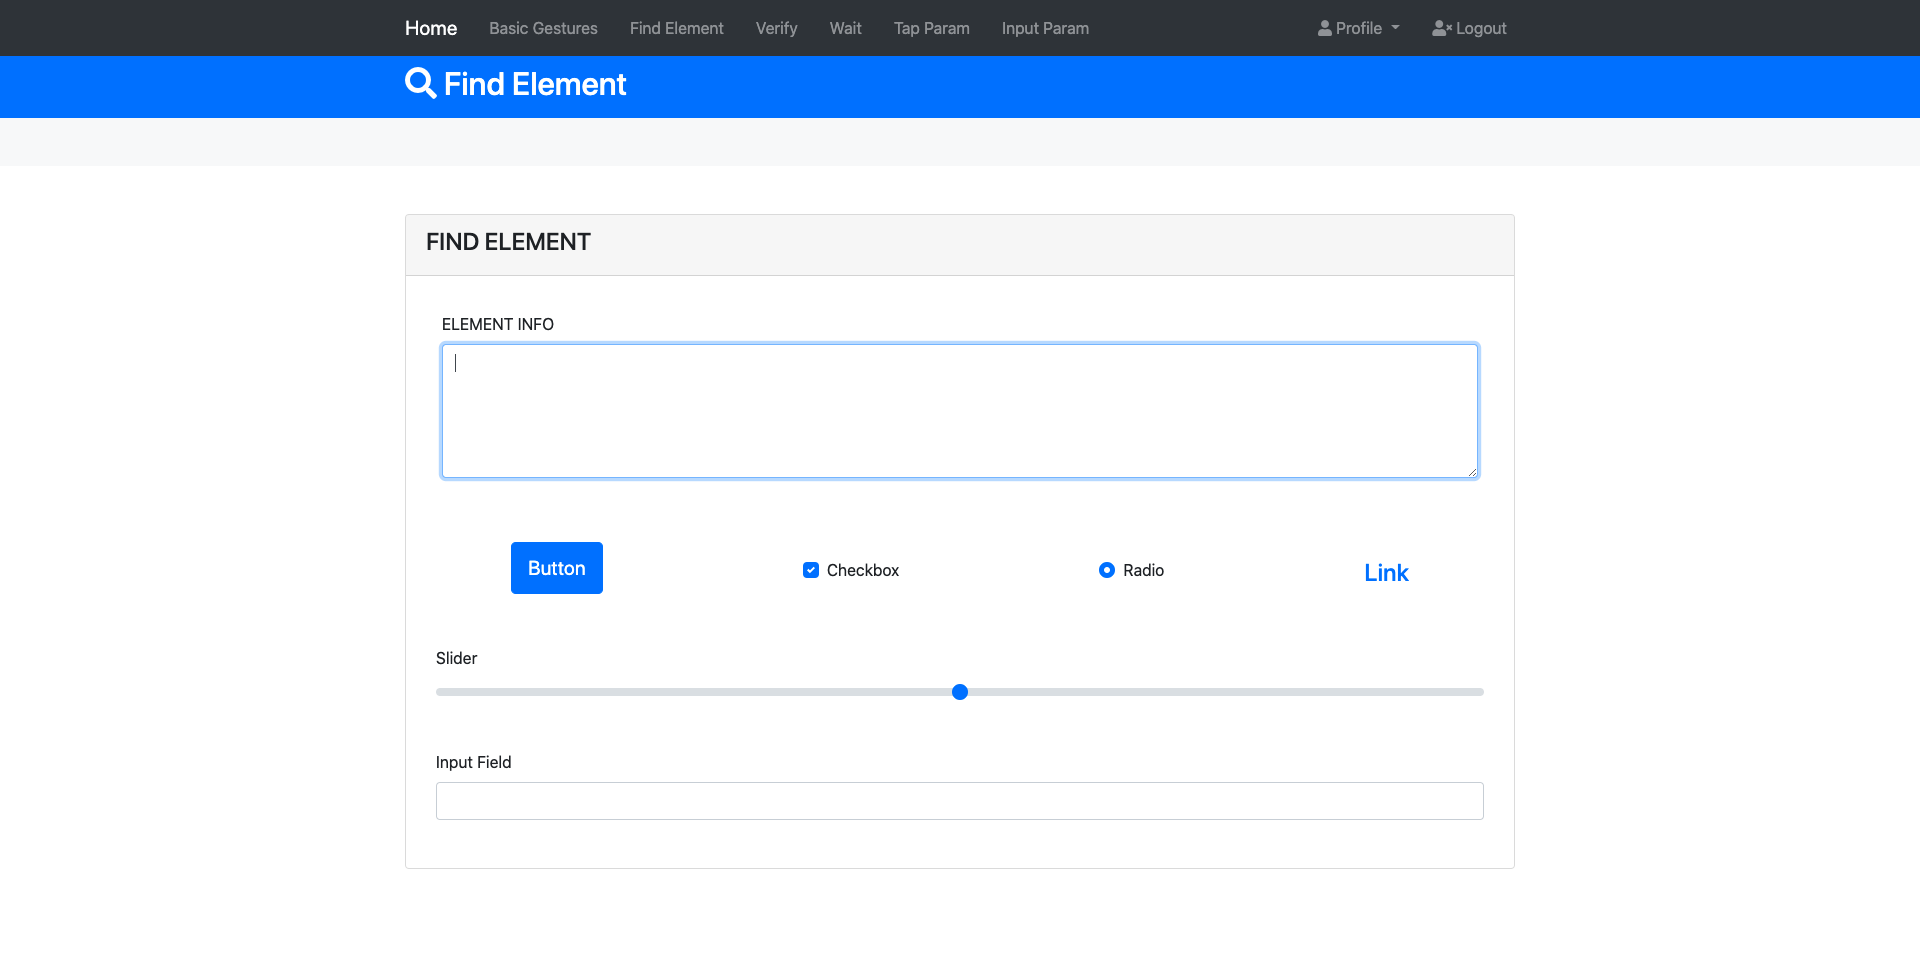 Home Basic Gestures Find Element Verify Wait Tap Param Input Param Profile Logout
Find Element
FIND ELEMENT
ELEMENT INFO
Button Checkbox Radio Link
Slider
Input Field